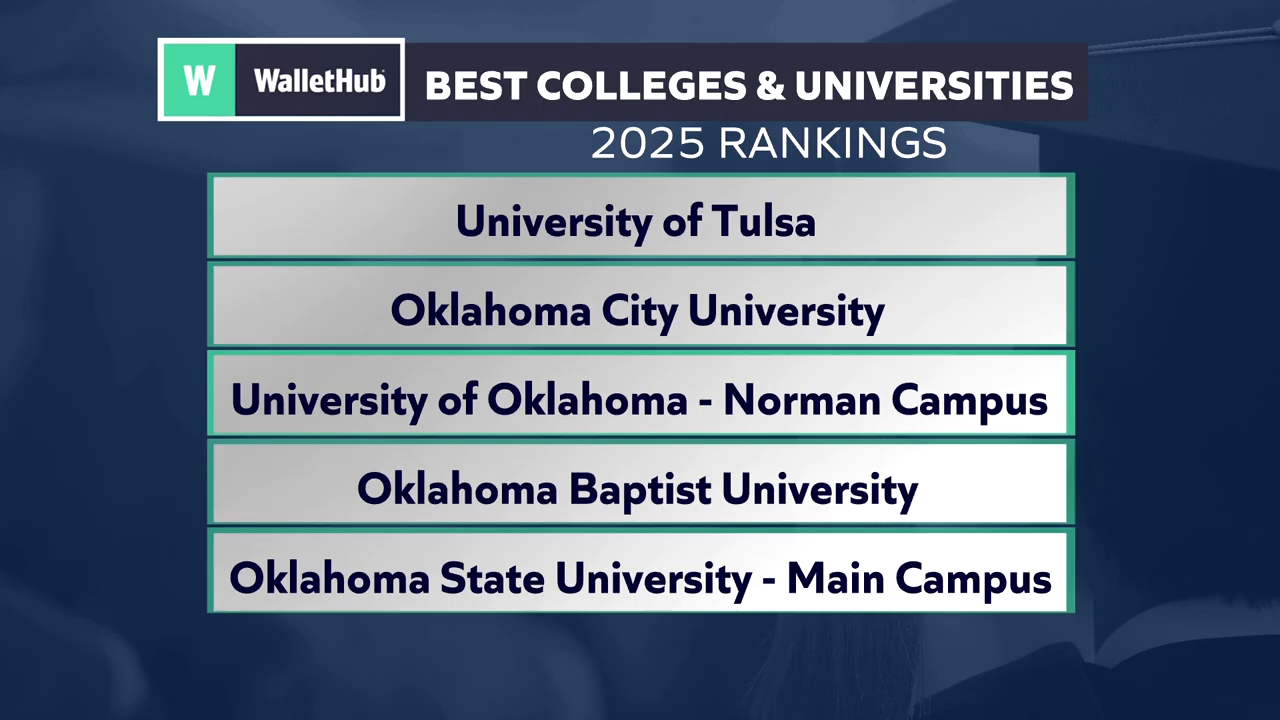 W WalletHub BEST COLLEGES & UNIVERSITIES
2025 RANKINGS
University of Tulsa
Oklahoma City University
University of Oklahoma - Norman Campus
Oklahoma Baptist University
Oklahoma State University - Main Campus